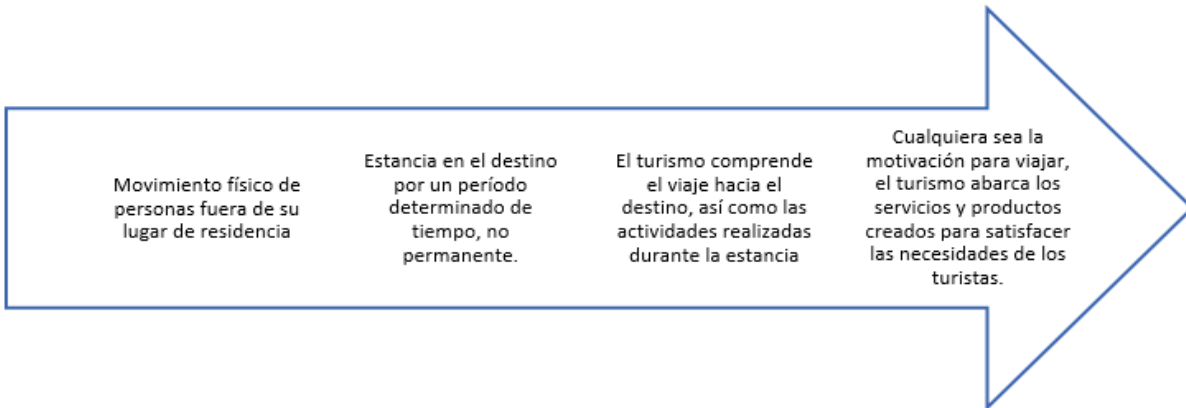 Movimiento físico de
personas fuera de su
lugar de residencia
Estancia en el destino
por un período
determinado de
tiempo, no
permanente.
El turismo comprende
el viaje hacia el
destino, así como las
actividades realizadas
durante la estancia
Cualquiera sea la
motivación para viajar,
el turismo abarca los
servicios y productos
creados para satisfacer
las necesidades de los
turistas.